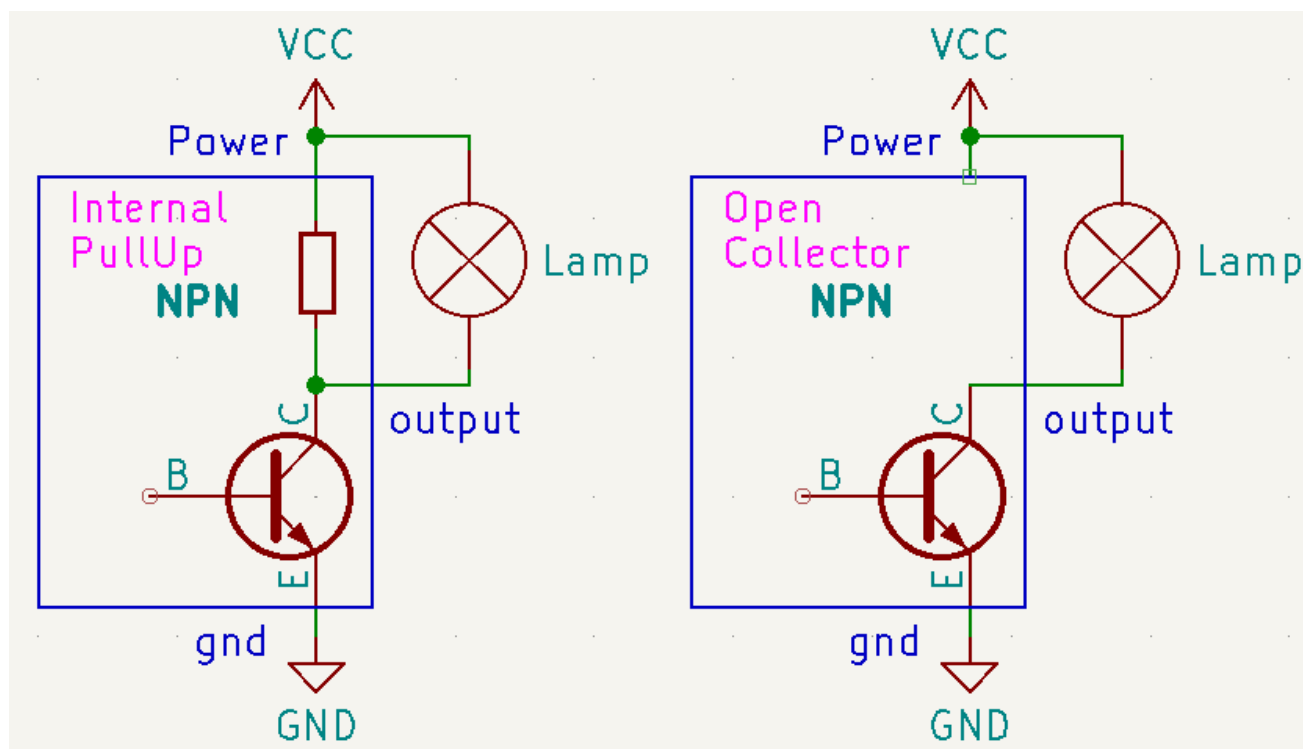 VCC
Power
Internal
PullUp
NPN
Lamp
C
output
B
E
gnd
GND
VCC
Power
Open
Collector
NPN
Lamp
C
output
B
E
gnd
GND